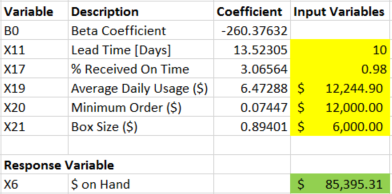 Variable Description Coefficient Input Variables
B0 Beta Coefficient -260.37632
X11 Lead Time [Days] 13.52305 10
X17 % Received On Time 3.06564 0.98
X19 Average Daily Usage ($) 6.47288 $ 12,244.90
X20 Minimum Order ($) 0.07447 $ 12,000.00
X21 Box Size ($) 0.89401 $ 6,000.00
Response Variable
X6 $ on Hand $ 85,395.31